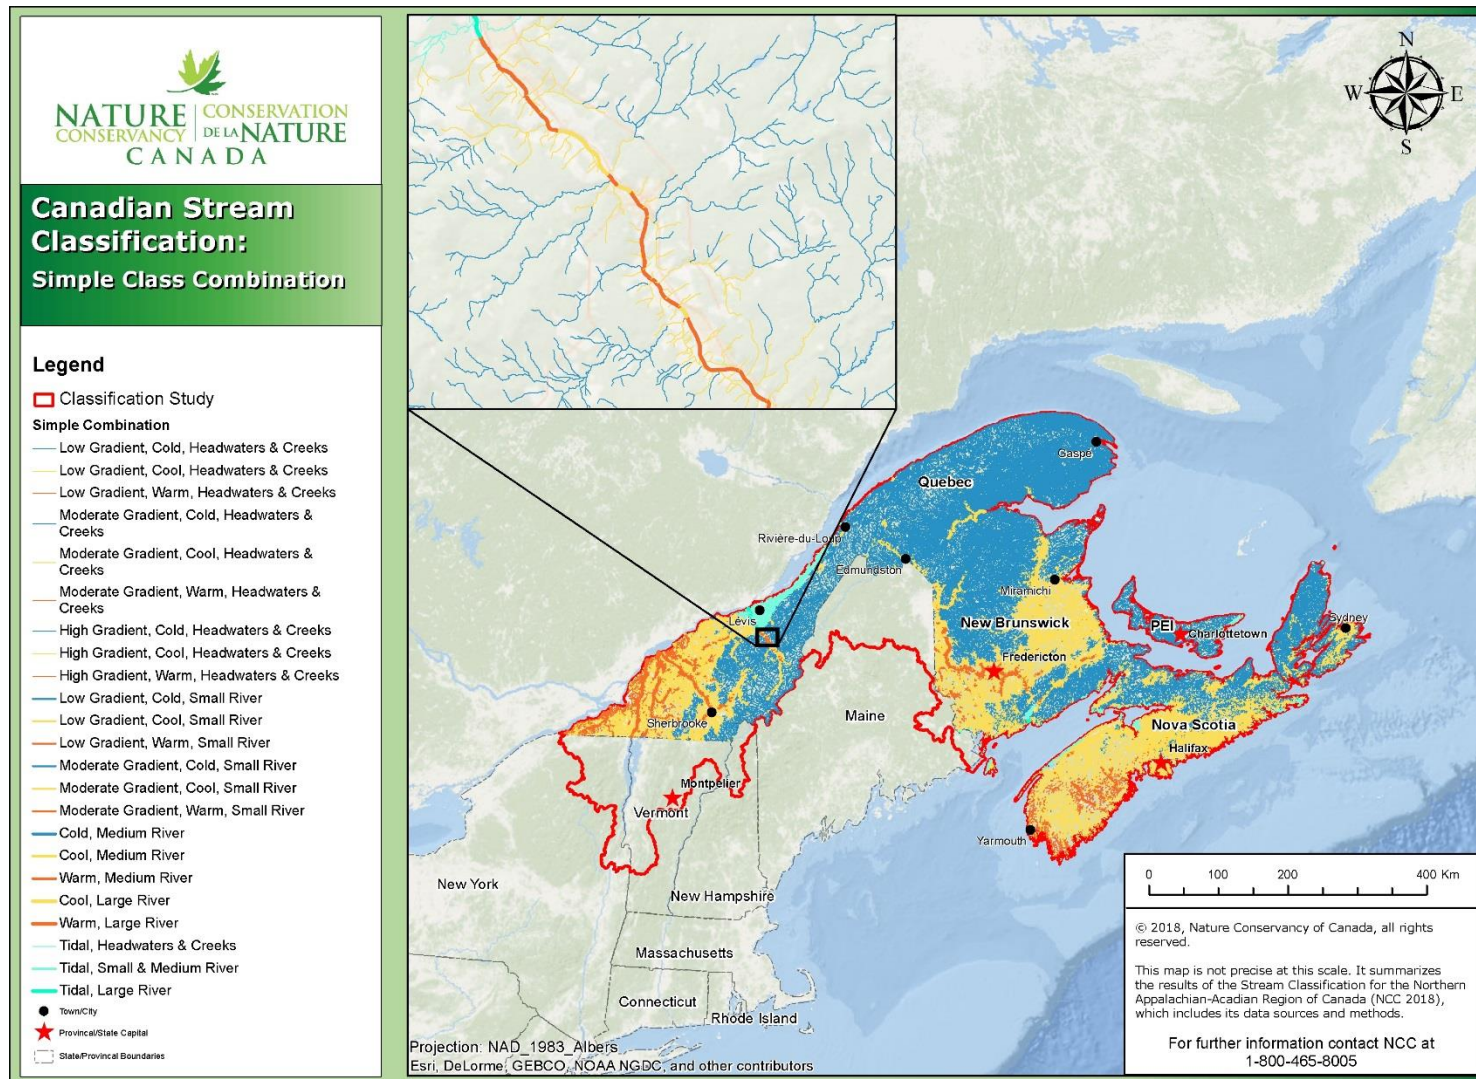 NATURE
CONSERVANCY
CONSERVATION
DE LA NATURE
CANADA
Canadian Stream
Classification:
Simple Class Combination
Legend
Classification Study
Simple Combination
Low Gradient, Cold, Headwaters & Creeks
Low Gradient, Cool, Headwaters & Creeks
Low Gradient, Warm, Headwaters & Creeks
Moderate Gradient, Cold, Headwaters &
Creeks
Moderate Gradient, Cool, Headwaters &
Creeks
Moderate Gradient, Warm, Headwaters &
Creeks
High Gradient, Cold, Headwaters & Creeks
High Gradient, Cool, Headwaters & Creeks
High Gradient, Warm, Headwaters & Creeks
Low Gradient, Cold, Small River
Low Gradient, Cool, Small River
Low Gradient, Warm, Small River
Moderate Gradient, Cold, Small River
Moderate Gradient, Cool, Small River
Moderate Gradient, Warm, Small River
Cold, Medium River
Cool, Medium River
Warm, Medium River
Cool, Large River
Warm, Large River
Tidal, Headwaters & Creeks
Tidal, Small & Medium River
Tidal, Large River
Town/City
Provincal/State Capital
State/Provincial Boundaries
N
W
E
S
Gaspé
Quebec
Rivière-du-Loup
Edmundston
Miramichi
Lévis
New Brunswick
PEI
Charlottetown
Sydney
Fredericton
Sherbrooke
Maine
Nova Scotia
Halifax
Montpelier
Vermont
Yarmouth
New York
New Hampshire
Massachusetts
Connecticut
Rhode Island
Projection: NAD_1983_Albers
Esri, DeLorme, GEBCO, NOAA NGDC, and other contributors
0 100 200 400 Km
© 2018, Nature Conservancy of Canada, all rights
reserved.
This map is not precise at this scale. It summarizes
the results of the Stream Classification for the Northern
Appalachian-Acadian Region of Canada (NCC 2018),
which includes its data sources and methods.
For further information contact NCC at
1-800-465-8005